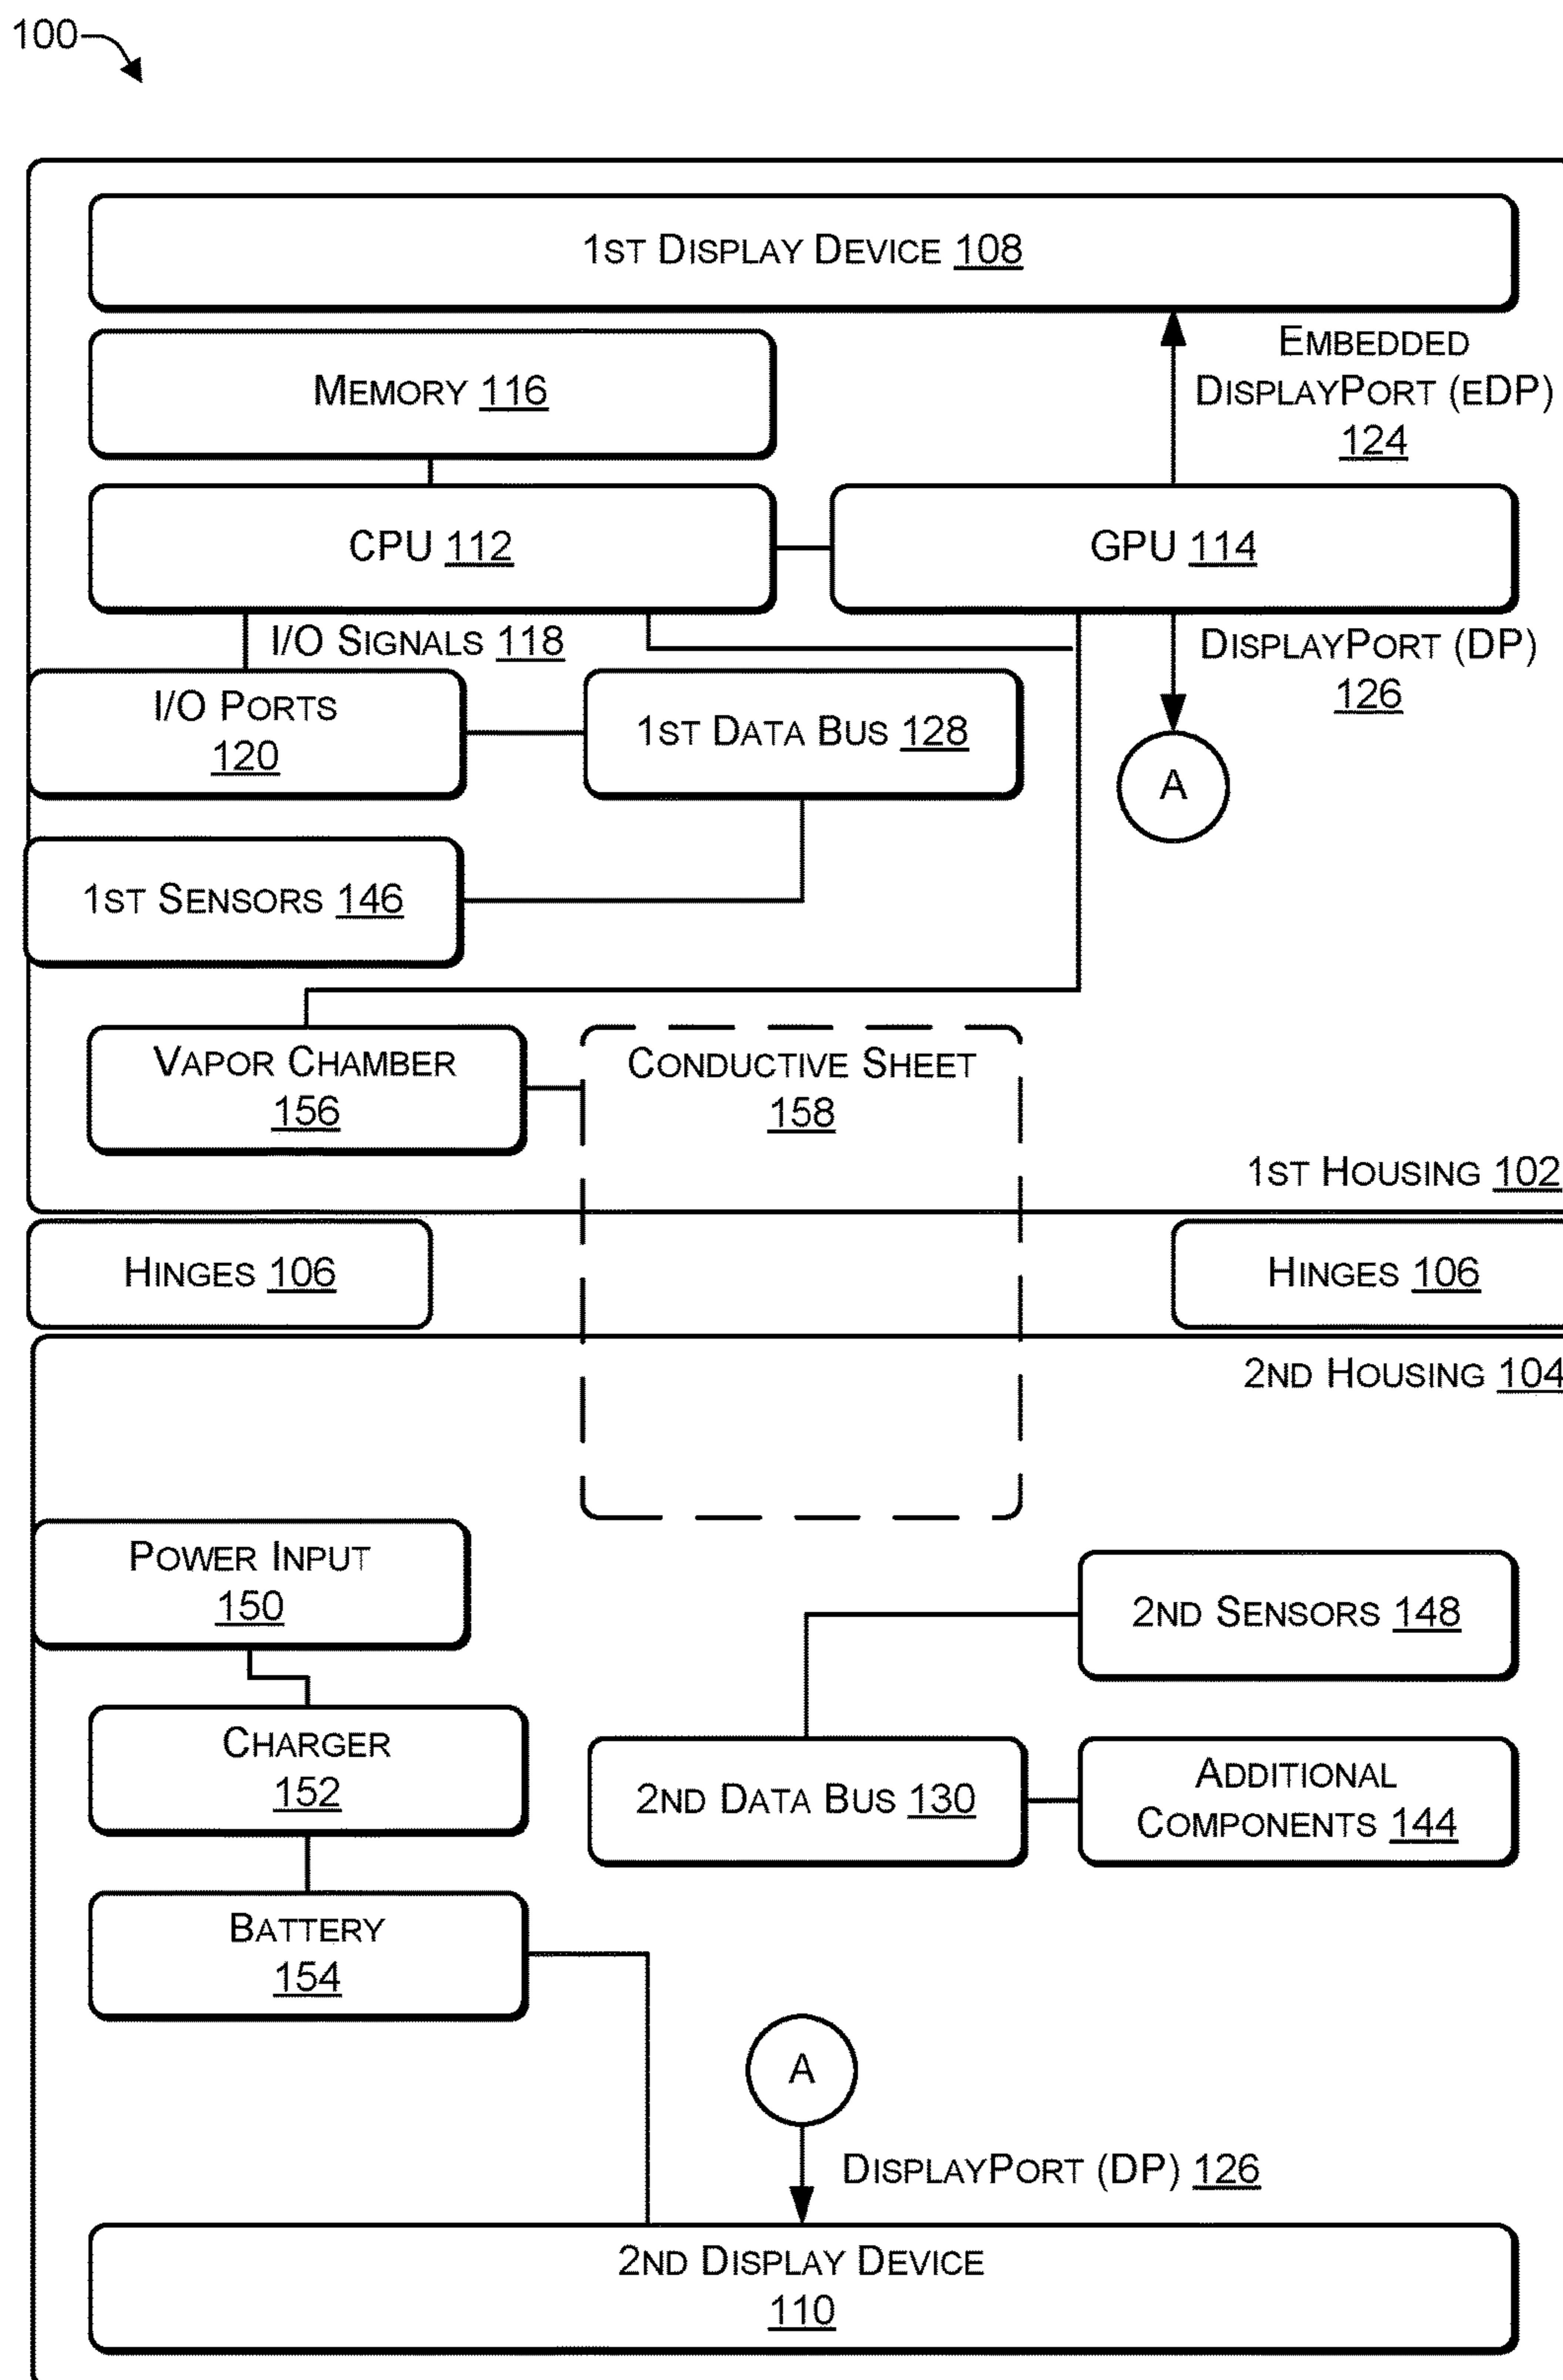 100
1ST DISPLAY DEVICE 108
EMBEDDED
DISPLAYPORT (EDP)
124
MEMORY 116
CPU 112
GPU 114
I/O SIGNALS 118
DISPLAYPORT (DP)
126
I/O PORTS
120
1ST DATA BUS 128
A
1ST SENSORS 146
VAPOR CHAMBER
156
CONDUCTIVE SHEET
158
1ST HOUSING 102
HINGES 106
HINGES 106
2ND HOUSING 104
POWER INPUT
150
2ND SENSORS 148
CHARGER
152
2ND DATA BUS 130
ADDITIONAL
COMPONENTS 144
BATTERY
154
A
DISPLAYPORT (DP) 126
2ND DISPLAY DEVICE
110